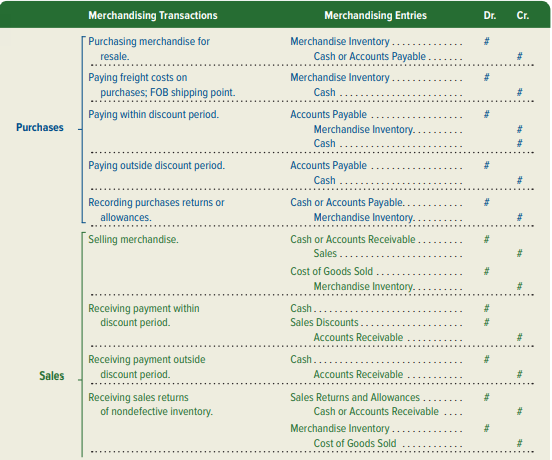 Merchandising Transactions Merchandising Entries Dr. Cr.
Purchases
Purchasing merchandise for Merchandise Inventory . . . . . . . . . . . . . . #
resale. Cash or Accounts Payable . . . . . . . #
Paying freight costs on Merchandise Inventory . . . . . . . . . . . . . . #
purchases; FOB shipping point. Cash . . . . . . . . . . . . . . . . . . . . . . . #
Paying within discount period. Accounts Payable . . . . . . . . . . . . . . . . . . #
Merchandise Inventory. . . . . . . . . . #
Cash . . . . . . . . . . . . . . . . . . . . . . . #
Paying outside discount period. Accounts Payable . . . . . . . . . . . . . . . . . . #
Cash . . . . . . . . . . . . . . . . . . . . . . . #
Recording purchases returns or Cash or Accounts Payable. . . . . . . . . . . #
allowances. Merchandise Inventory. . . . . . . . . . #
Sales
Selling merchandise. Cash or Accounts Receivable . . . . . . . . . #
Sales . . . . . . . . . . . . . . . . . . . . . . . #
Cost of Goods Sold . . . . . . . . . . . . . . . . . #
Merchandise Inventory. . . . . . . . . . #
Receiving payment within Cash . . . . . . . . . . . . . . . . . . . . . . . . . . . #
discount period. Sales Discounts . . . . . . . . . . . . . . . . . . . #
Accounts Receivable . . . . . . . . . . . #
Receiving payment outside Cash . . . . . . . . . . . . . . . . . . . . . . . . . . . #
discount period. Accounts Receivable . . . . . . . . . . . #
Receiving sales returns Sales Returns and Allowances . . . . . . . . #
of nondefective inventory. Cash or Accounts Receivable . . . . #
Merchandise Inventory . . . . . . . . . . . . . . #
Cost of Goods Sold . . . . . . . . . . . . #